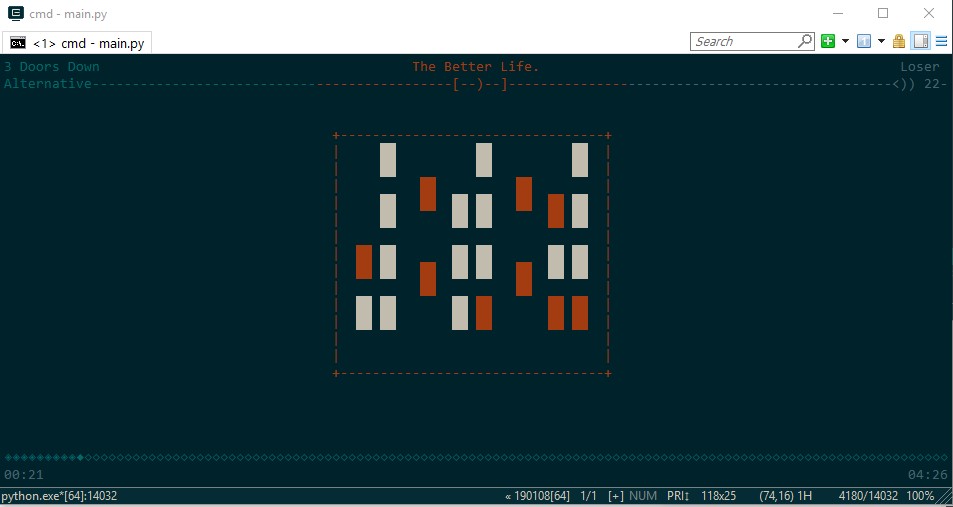 cmd - main.py
<1> cmd - main.py
Search
3 Doors Down The Better Life. Loser
Alternative---------------------------------------------[--)--]------------------------------------------------<)) 22-
+--------------------------------+
+--------------------------------+
00:21 04:26
python.exe*[64]:14032 « 190108[64] 1/1 [+] NUM PRI↕ 118x25 (74,16) 1H 4180/14032 100%